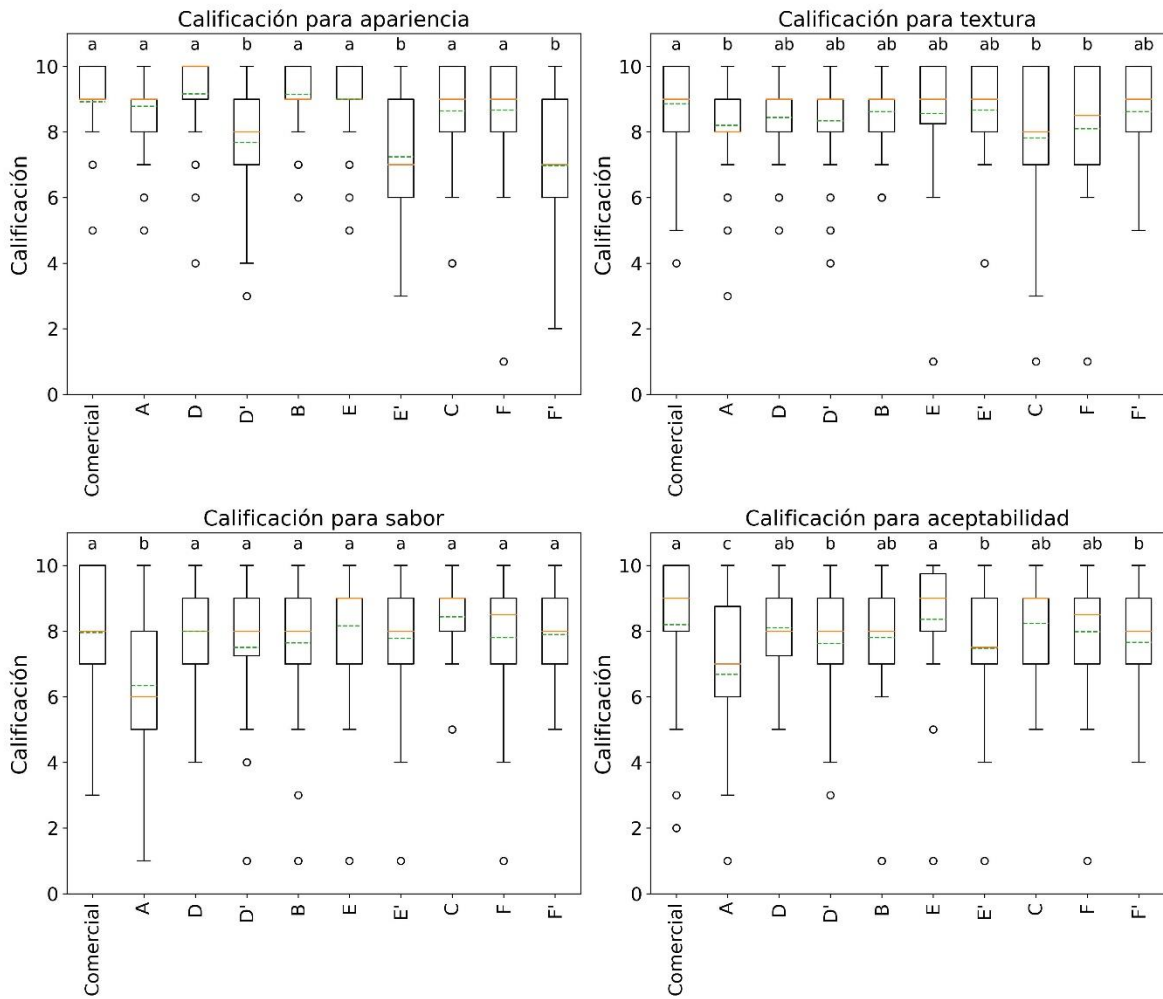 Calificación para apariencia
a a a b a a b a a b
10
8
6
4
2
0
Calificación
Comercial A D D' B E E' C F F'
Calificación para textura
a b ab ab ab ab ab b b ab
10
8
6
4
2
0
Calificación
Comercial A D D' B E E' C F F'
Calificación para sabor
a b a a a a a a a a
10
8
6
4
2
0
Calificación
Comercial A D D' B E E' C F F'
Calificación para aceptabilidad
a c ab b ab a b ab ab b
10
8
6
4
2
0
Calificación
Comercial A D D' B E E' C F F'